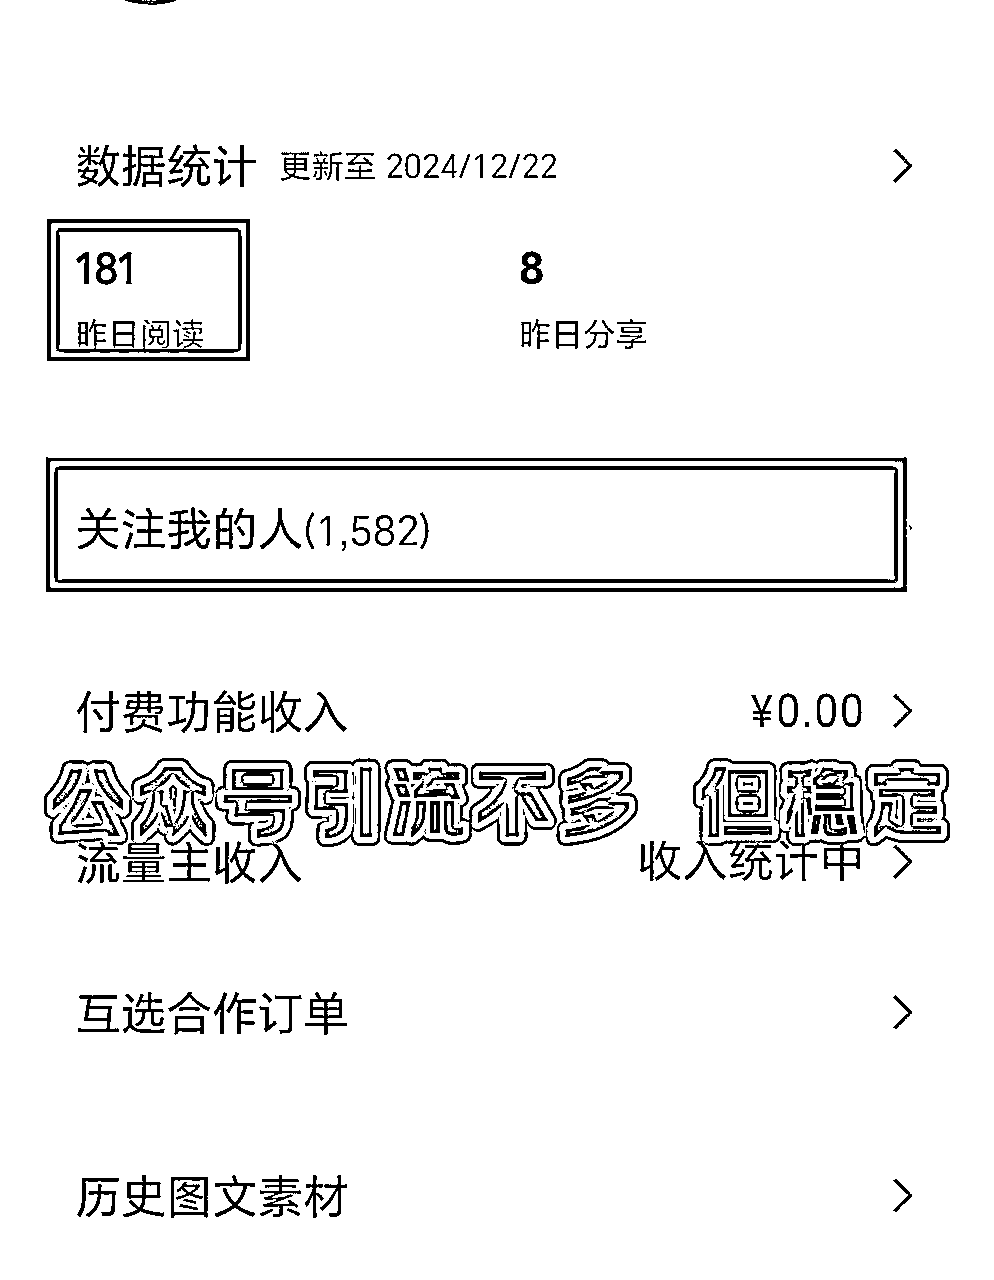 数据统计 更新至 2024/12/22
181 8
昨日阅读 昨日分享
关注我的人(1,582)
付费功能收入 ¥0.00
公众号引流不多 但稳定
流量主收入 收入统计中
互选合作订单
历史图文素材